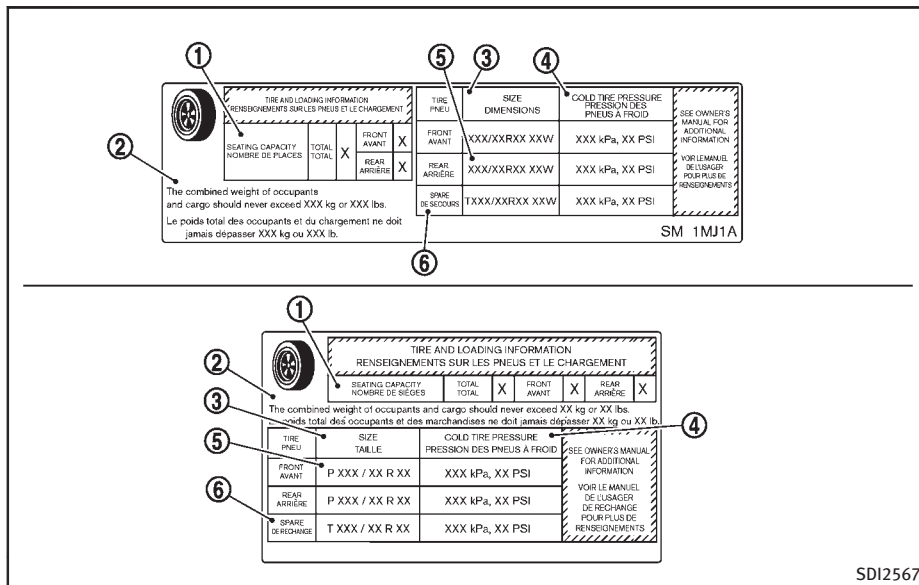 ⑤ ③ ④
①
②
TIRE AND LOADING INFORMATION
RENSEIGNEMENTS SUR LES PNEUS ET LE CHARGEMENT
SEATING CAPACITY
NOMBRE DE PLACES
TOTAL
TOTAL
X
FRONT
AVANT
X
REAR
ARRIÈRE
X
The combined weight of occupants
and cargo should never exceed XXX kg or XXX lbs.
Le poids total des occupants et du chargement ne doit
jamais dépasser XXX kg ou XXX lb.
TIRE
PNEU
SIZE
DIMENSIONS
COLD TIRE PRESSURE
PRESSION DES
PNEUS À FROID
FRONT
AVANT
XXX/XXRXX XXW
XXX kPa, XX PSI
REAR
ARRIÈRE
XXX/XXRXX XXW
XXX kPa, XX PSI
SPARE
DE SECOURS
TXXX/XXRXX XXW
XXX kPa, XX PSI
SEE OWNER'S
MANUAL FOR
ADDITIONAL
INFORMATION
VOIR LE MANUEL
DE L'USAGER
POUR PLUS DE
RENSEIGNEMENTS
SM 1MJ1A
⑥
①
②
③
⑤
⑥
④
TIRE AND LOADING INFORMATION
RENSEIGNEMENTS SUR LES PNEUS ET LE CHARGEMENT
SEATING CAPACITY
NOMBRE DE SIÈGES
TOTAL
TOTAL
X
FRONT
AVANT
X
REAR
ARRIÈRE
X
The combined weight of occupants and cargo should never exceed XX kg or XX lbs.
Le poids total des occupants et des marchandises ne doit jamais dépasser XX kg ou XX lb.
TIRE
PNEU
SIZE
TAILLE
COLD TIRE PRESSURE
PRESSION DES PNEUS À FROID
FRONT
AVANT
P XXX / XX R XX
XXX kPa, XX PSI
REAR
ARRIÈRE
P XXX / XX R XX
XXX kPa, XX PSI
SPARE
DE RECHANGE
T XXX / XX R XX
XXX kPa, XX PSI
SEE OWNER'S MANUAL
FOR ADDITIONAL
INFORMATION
VOIR LE MANUEL
DE L'USAGER
DE RECHANGE
POUR PLUS DE
RENSEIGNEMENTS
SDI2567